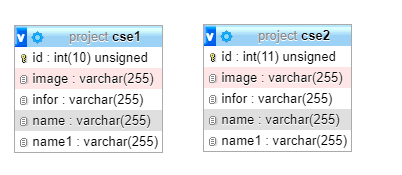 v project cse1
id : int(10) unsigned
image : varchar(255)
infor : varchar(255)
name : varchar(255)
name1 : varchar(255)
v project cse2
id : int(11) unsigned
image : varchar(255)
infor : varchar(255)
name : varchar(255)
name1 : varchar(255)